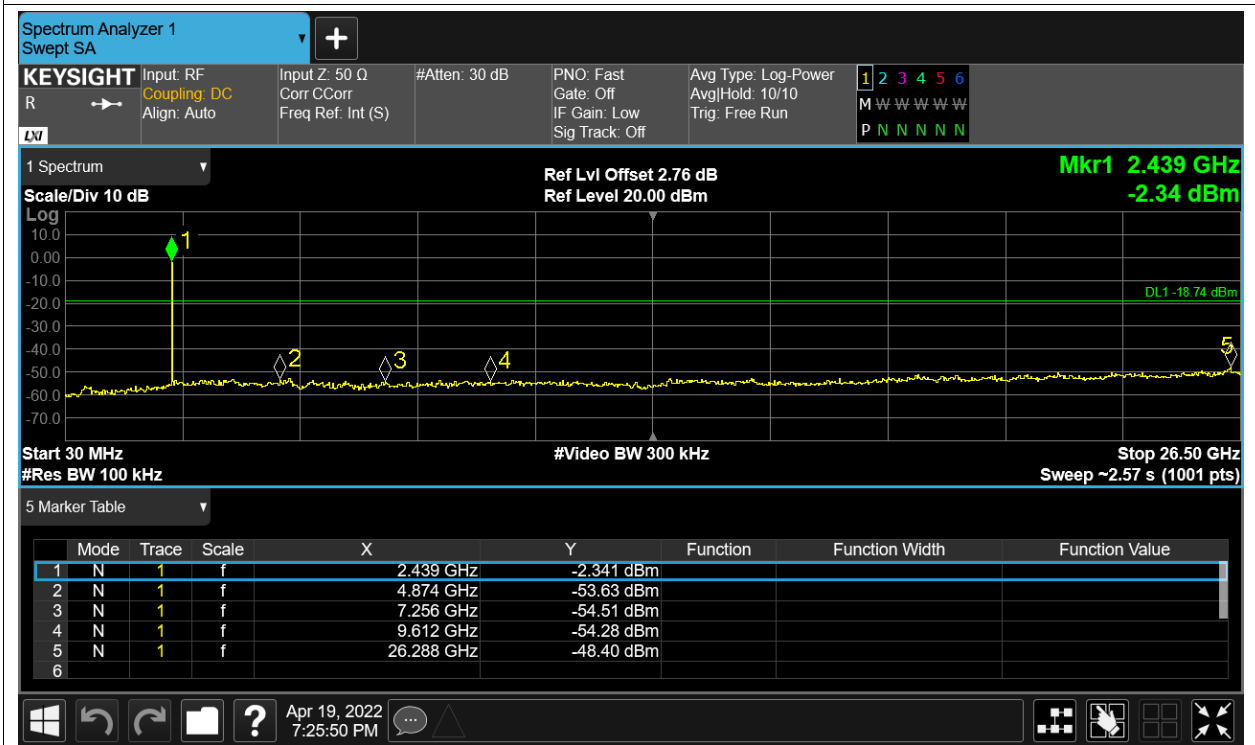 Spectrum Analyzer 1
Swept SA
KEYSIGHT
R
LXI
Input: RF
Coupling: DC
Align: Auto
Input Z: 50 Ω
Corr CCorr
Freq Ref: Int (S)
#Atten: 30 dB
PNO: Fast
Gate: Off
IF Gain: Low
Sig Track: Off
Avg Type: Log-Power
Avg|Hold: 10/10
Trig: Free Run
1 2 3 4 5 6
M W W W W W
P N N N N N
1 Spectrum
Scale/Div 10 dB
Ref Lvl Offset 2.76 dB
Ref Level 20.00 dBm
Mkr1 2.439 GHz
-2.34 dBm
Log
10.0
0.00
-10.0
-20.0
-30.0
-40.0
-50.0
-60.0
-70.0
1
2
3
4
5
DL1 -18.74 dBm
Start 30 MHz
#Res BW 100 kHz
#Video BW 300 kHz
Stop 26.50 GHz
Sweep ~2.57 s (1001 pts)
5 Marker Table
Mode Trace Scale X Y Function Function Width Function Value
1 N 1 f 2.439 GHz -2.341 dBm
2 N 1 f 4.874 GHz -53.63 dBm
3 N 1 f 7.256 GHz -54.51 dBm
4 N 1 f 9.612 GHz -54.28 dBm
5 N 1 f 26.288 GHz -48.40 dBm
6
?
Apr 19, 2022
7:25:50 PM